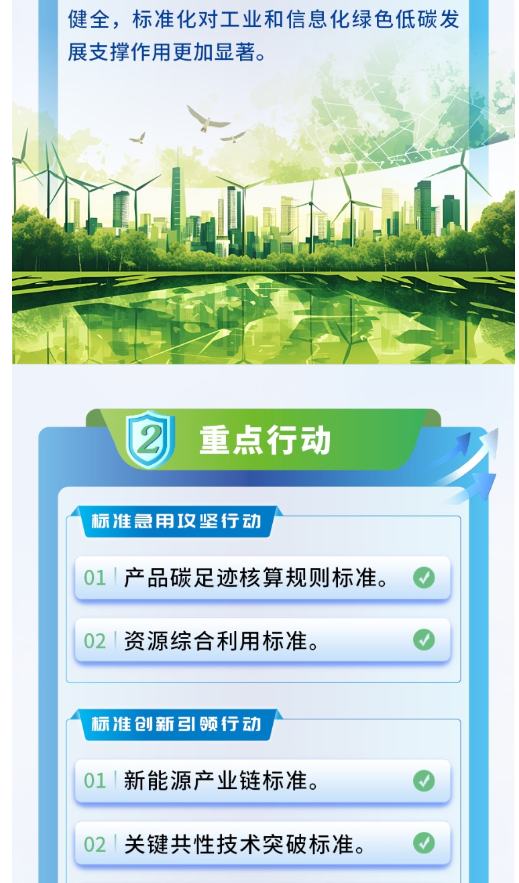 健全，标准化对工业和信息化绿色低碳发
展支撑作用更加显著。
2 重点行动
标准急用攻坚行动
01 产品碳足迹核算规则标准。
02 资源综合利用标准。
标准创新引领行动
01 新能源产业链标准。
02 关键共性技术突破标准。